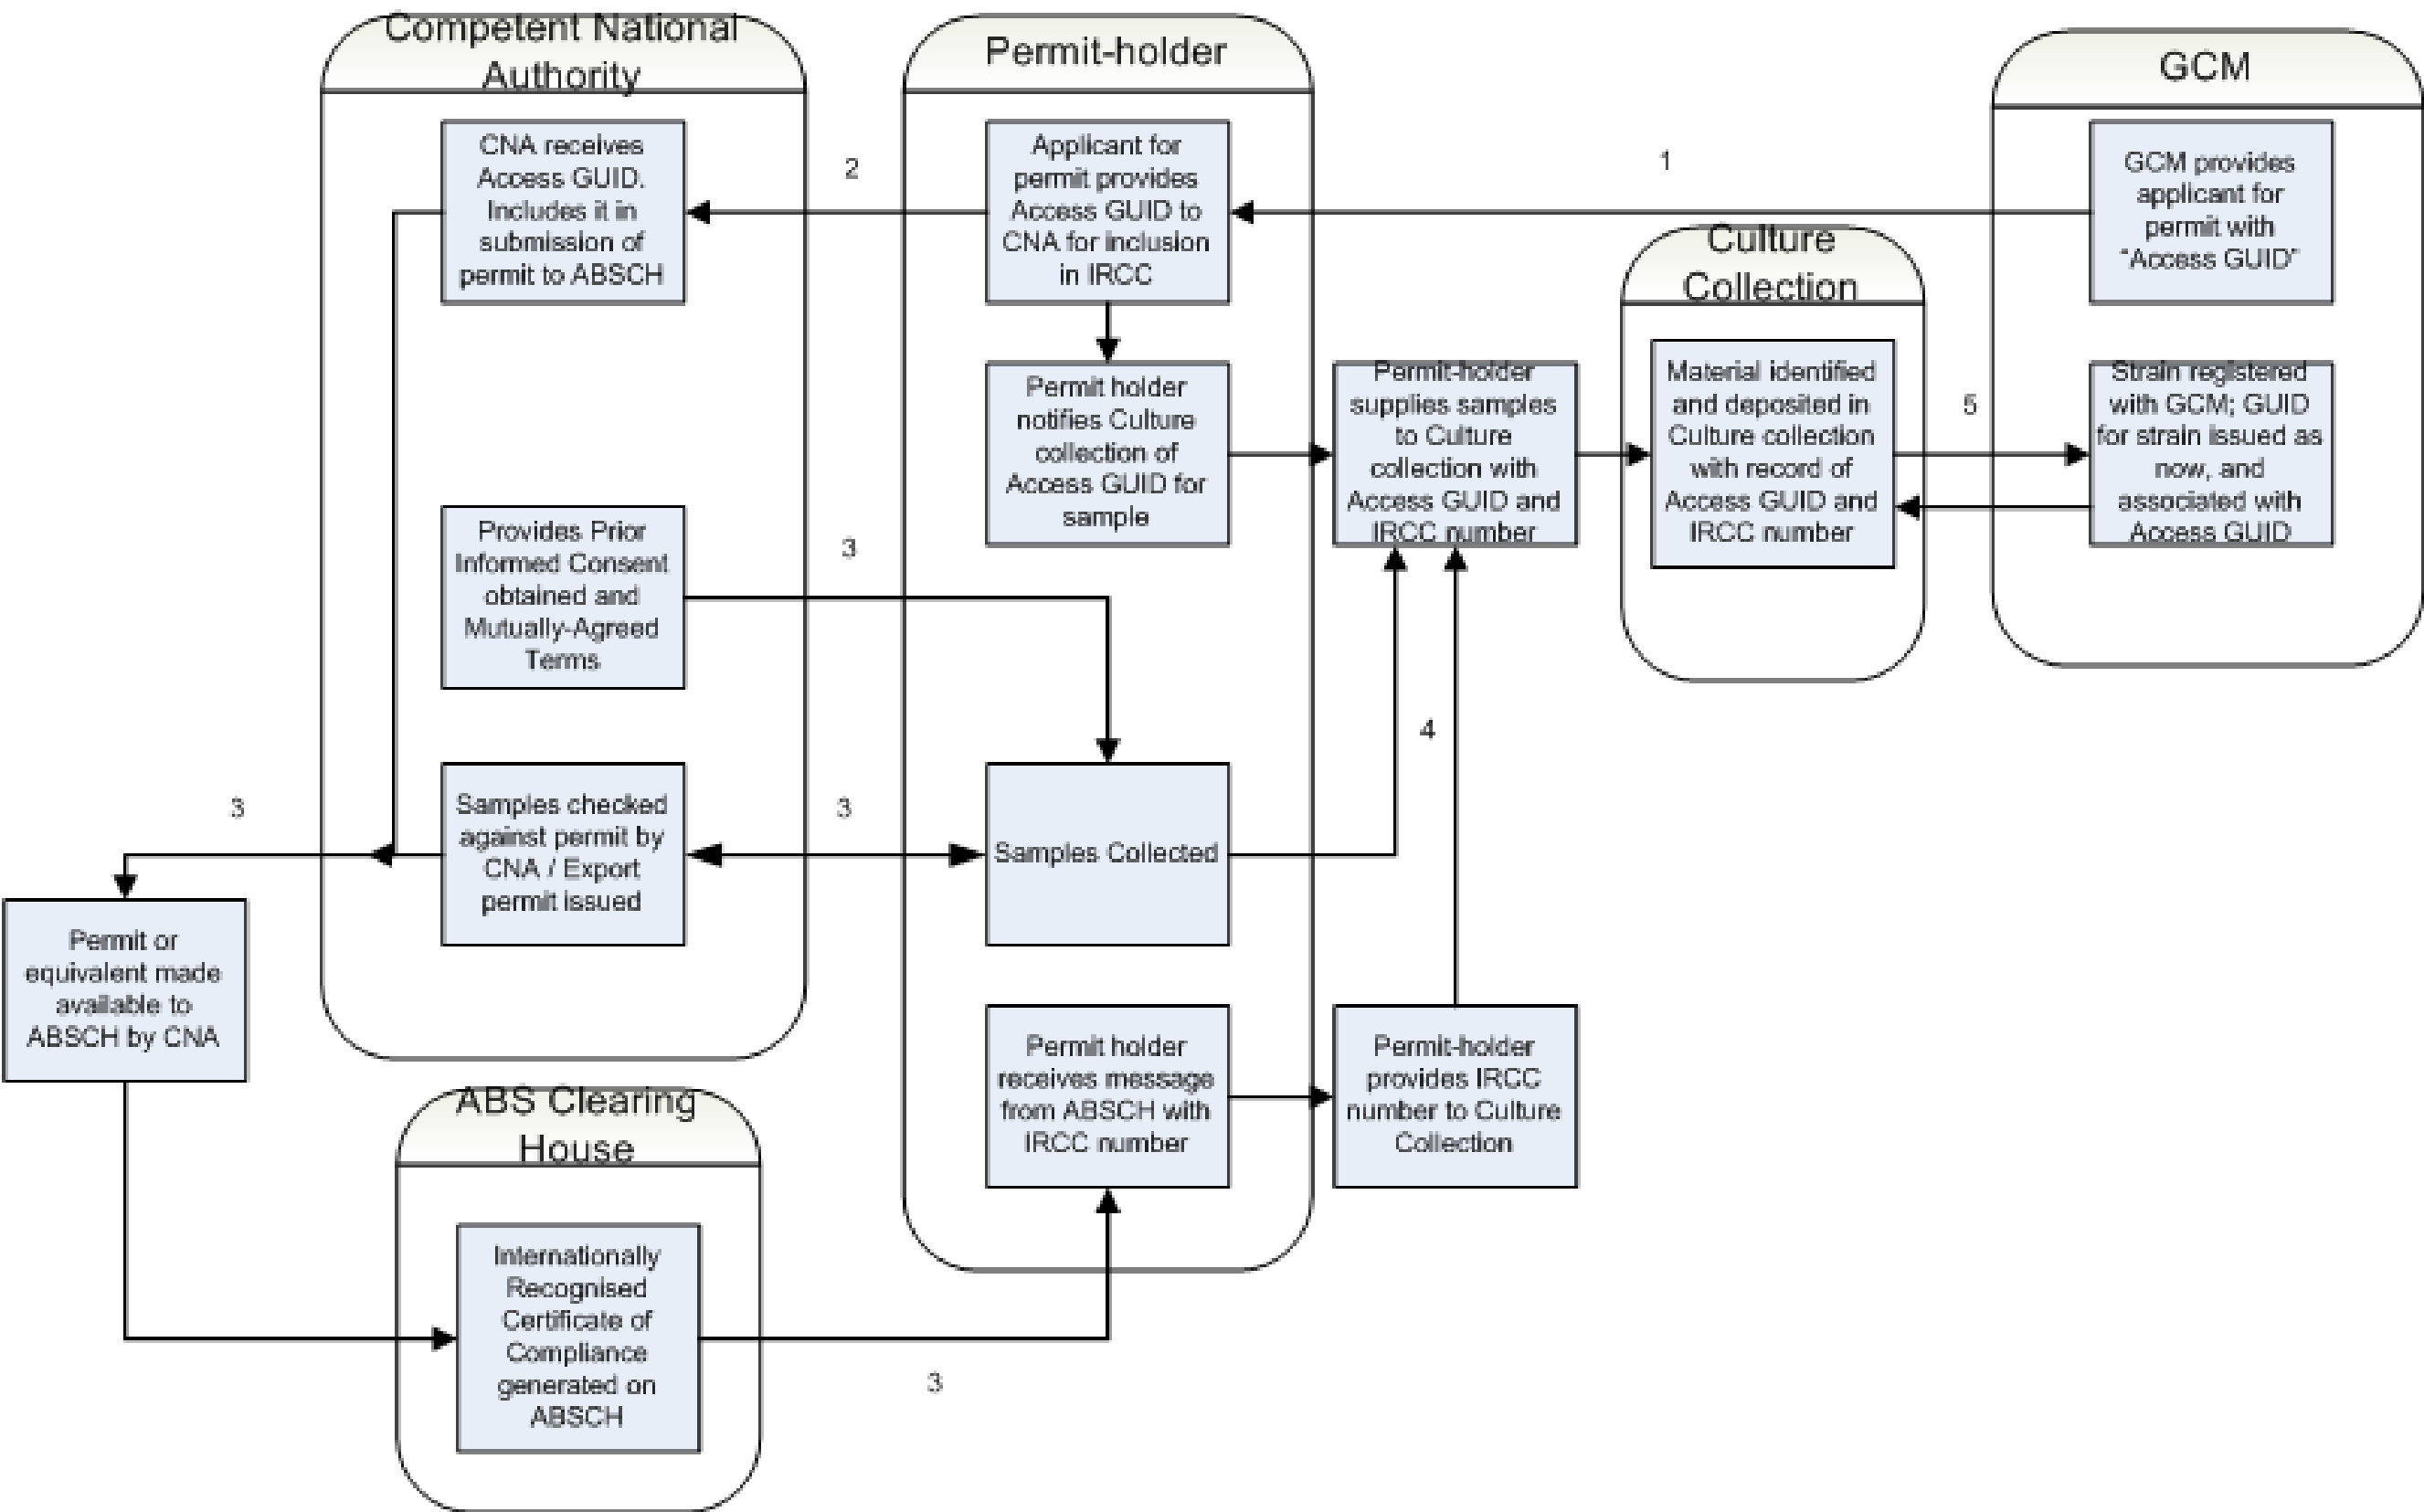 Competent National
Authority
Permit-holder
GCM
CNA receives
Access GUID.
Includes it in
submission of
permit to ABSCH
2
Applicant for
permit provides
Access GUID to
CNA for inclusion
in IRCC
1
GCM provides
applicant for
permit with
"Access GUID"
Culture
Collection
Permit holder
notifies Culture
collection of
Access GUID for
sample
Permit-holder
supplies samples
to Culture
collection with
Access GUID and
IRCC number
Material identified
and deposited in
Culture collection
with record of
Access GUID and
IRCC number
5
Strain registered
with GCM; GUID
for strain issued as
now, and
associated with
Access GUID
Provides Prior
Informed Consent
obtained and
Mutually-Agreed
Terms
3
4
3
Samples checked
against permit by
CNA / Export
permit issued
3
Samples Collected
Permit or
equivalent made
available to
ABSCH by CNA
Permit holder
receives message
from ABSCH with
IRCC number
Permit-holder
provides IRCC
number to Culture
Collection
ABS Clearing
House
Internationally
Recognised
Certificate of
Compliance
generated on
ABSCH
3